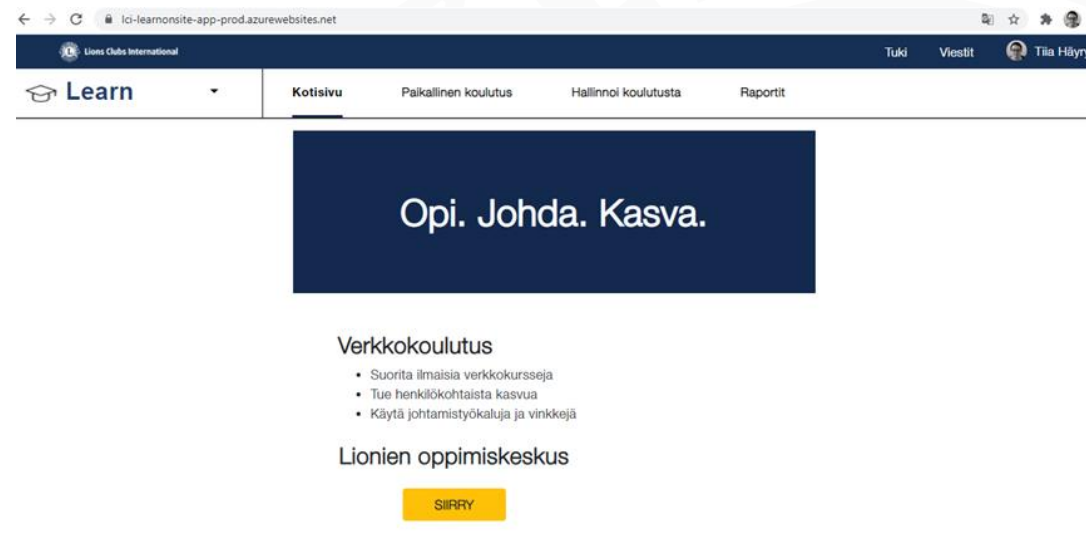 lci-learnonsite-app-prod.azurewebsites.net
Lions Clubs International
Tuki Viestit Tiia Häyry
Learn
Kotisivu Paikallinen koulutus Hallinnoi koulutusta Raportit
Opi. Johda. Kasva.
Verkkokoulutus
• Suorita ilmaisia verkkokursseja
• Tue henkilökohtaista kasvua
• Käytä johtamistyökaluja ja vinkkejä
Lionien oppimiskeskus
SIIRRY